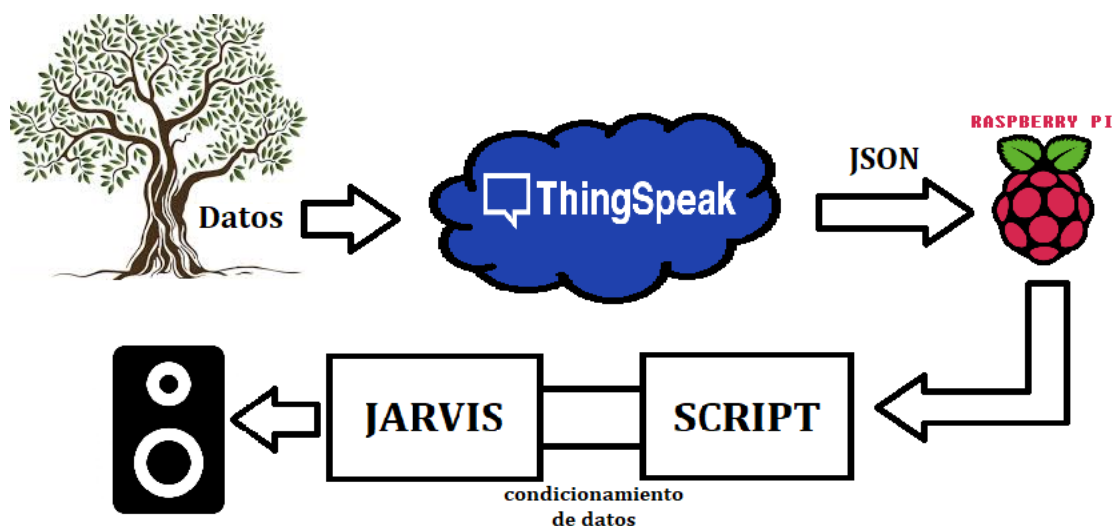 Datos
ThingSpeak
JSON
RASPBERRY PI
JARVIS
SCRIPT
condicionamiento
de datos